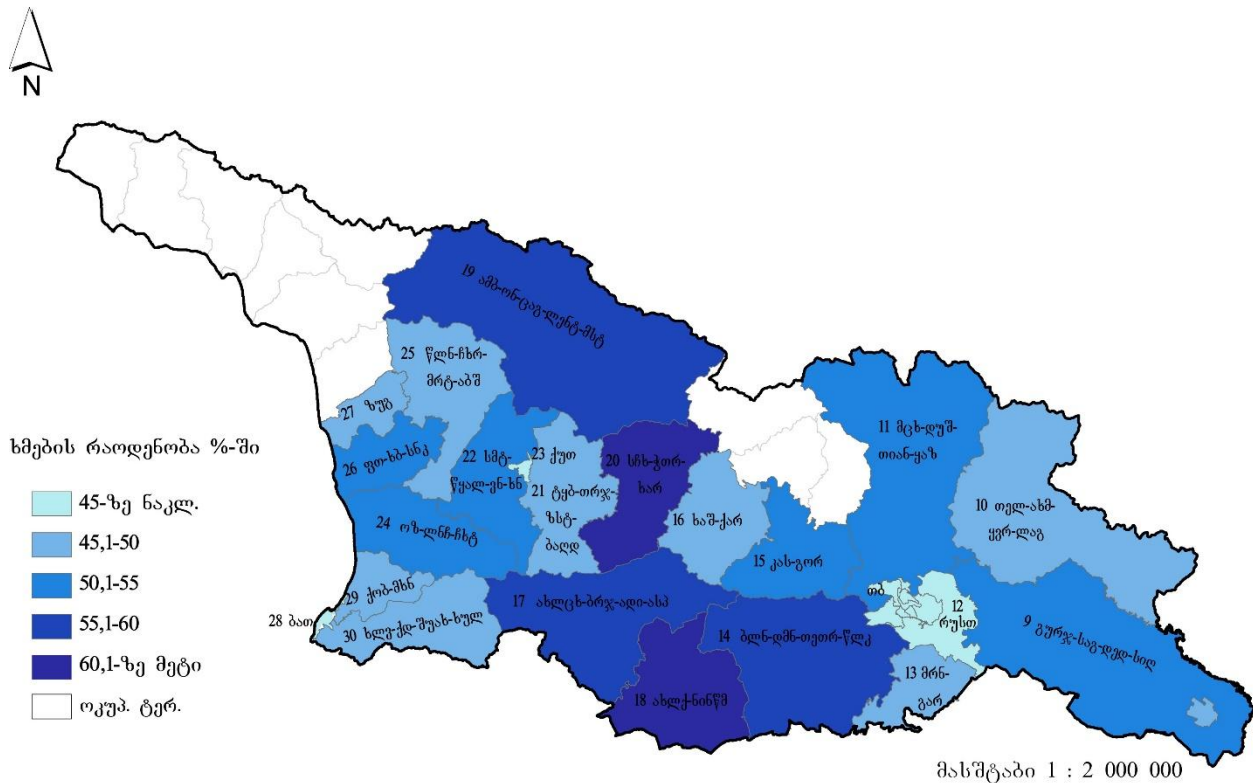 N
19 ამბ-ონ-ცაგ-ლენტ-მსტ
25 წლნ-ჩხრ-
მრტ-აბშ
27 ზუგ
26 ფთ-ხბ-სნკ
22 სმტ-
წყალ-ვნ-ხნ
23 ქუთ
21 ტყბ-თრჯ-
ზსტ-
ბაღდ
20 სჩხ-ჭთრ-
ხარ
16 ხაშ-ქარ
15 კას-გორ
11 მცხ-დუშ-
თიან-ყაზ
10 თელ-ახმ-
ყვრ-ლაგ
24 ოზ-ლნჩ-ჩხტ
29 ქობ-მხნ
28 ბათ
30 ხლვ-ქდ-შუახ-ხულ
17 ახლცხ-ბრჯ-ადი-ასპ
18 ახლქ-ნინწმ
14 ბლნ-დმნ-თეთრ-წლკ
თბ
12
რუსთ
13 მრნ-
გარ
9 გურჯ-საგ-დედ-სიღ
ხმების რაოდენობა %-ში
45-ზე ნაკლ.
45,1-50
50,1-55
55,1-60
60,1-ზე მეტი
ოკუპ. ტერ.
მასშტაბი 1 : 2 000 000